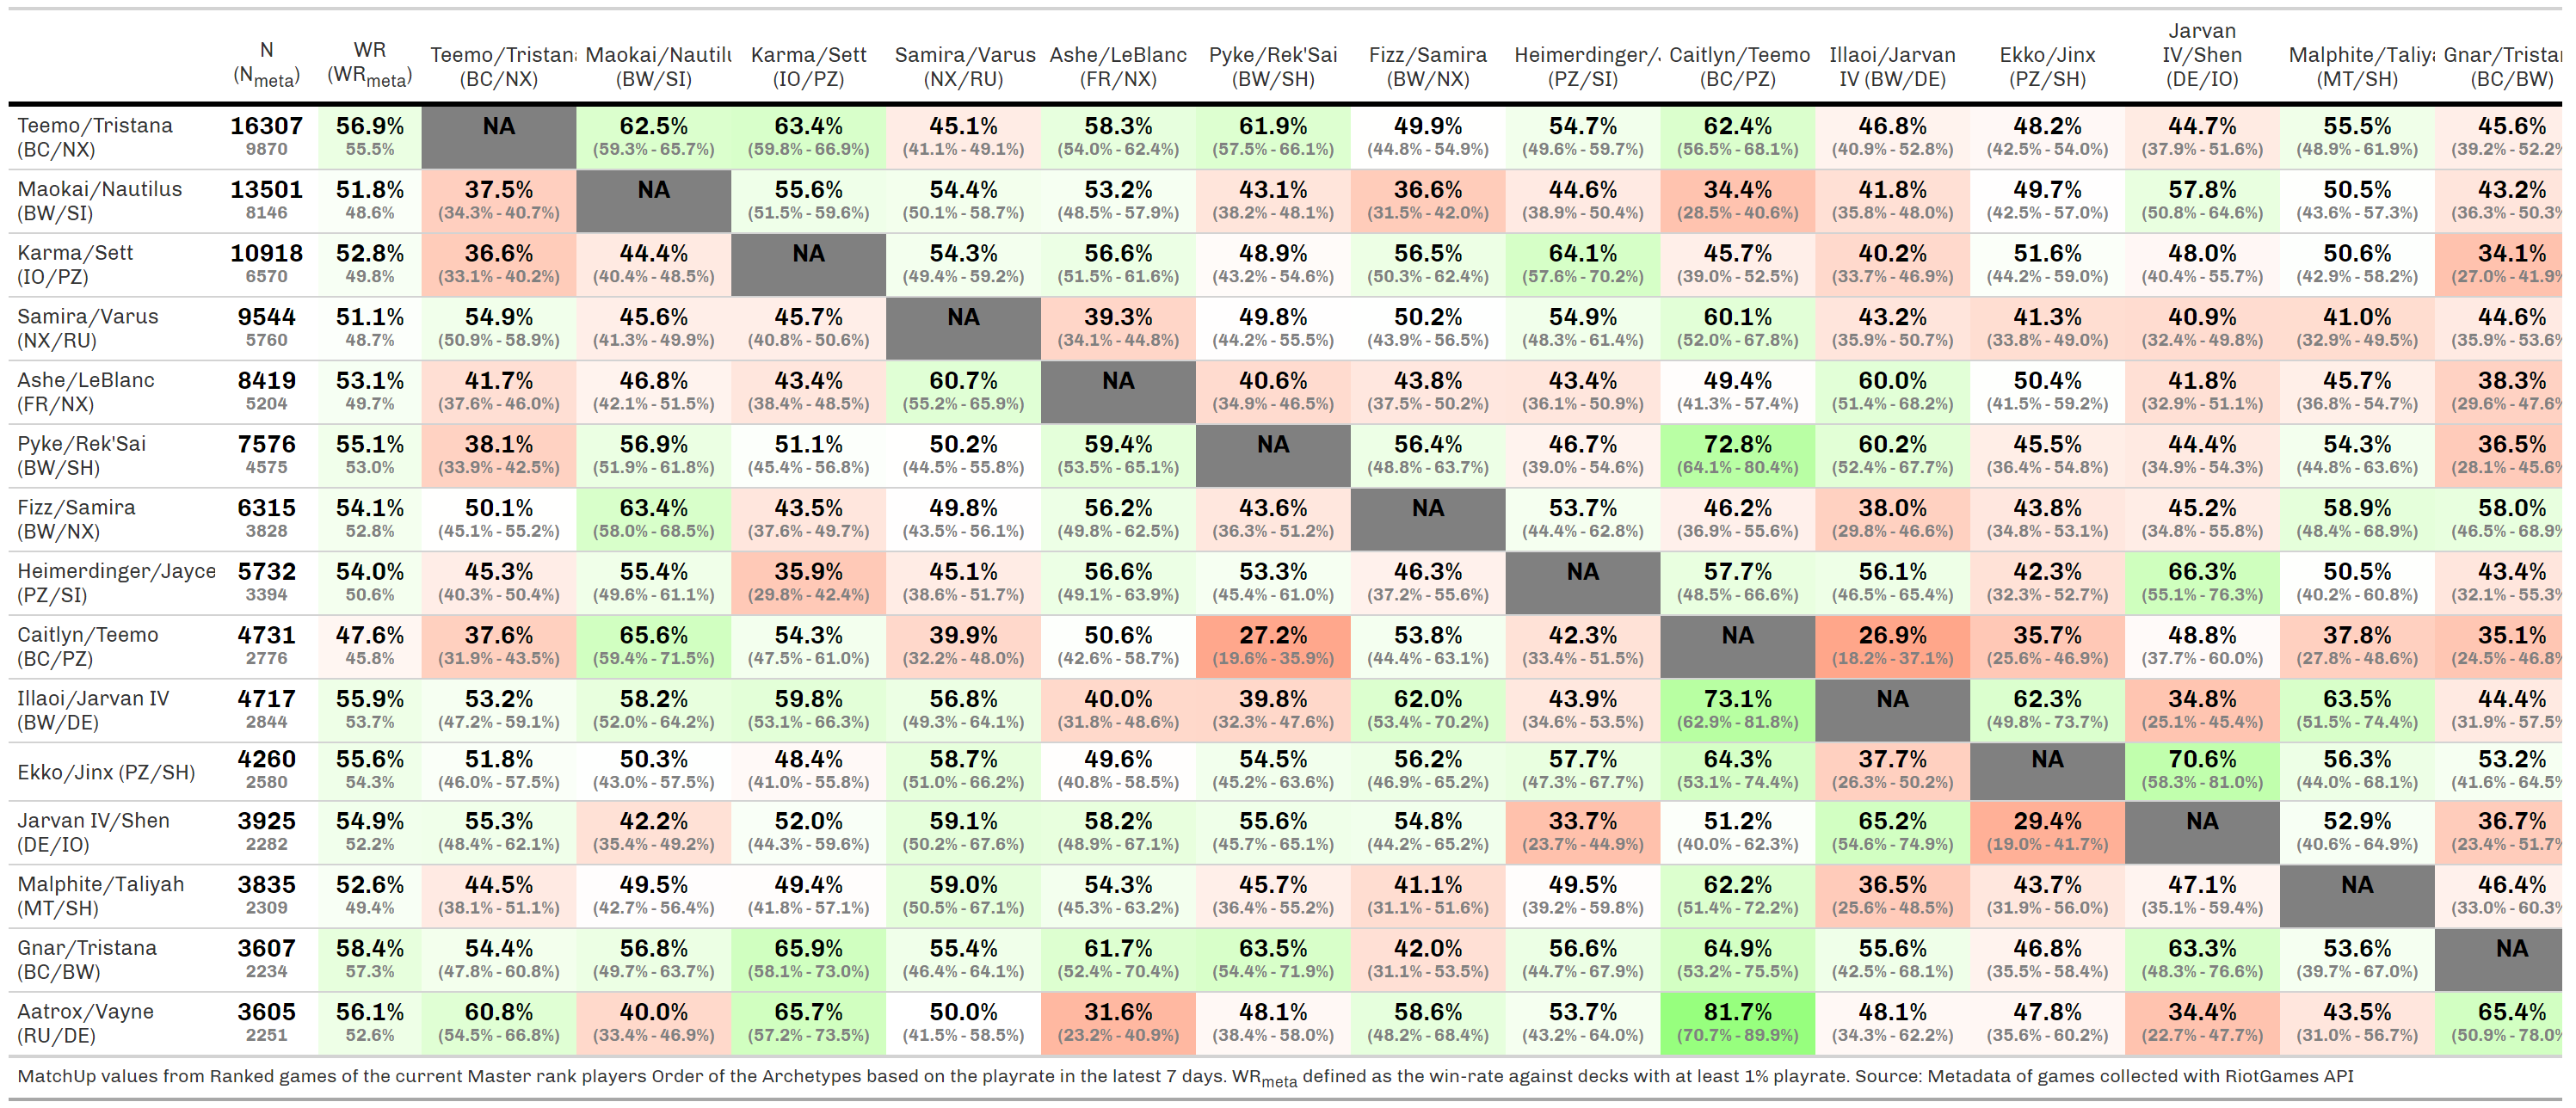 N (N_meta) WR (WR_meta) Teemo/Tristana (BC/NX) Maokai/Nautilu (BW/SI) Karma/Sett (IO/PZ) Samira/Varus (NX/RU) Ashe/LeBlanc (FR/NX) Pyke/Rek'Sai (BW/SH) Fizz/Samira (BW/NX) Heimerdinger/J (PZ/SI) Caitlyn/Teemo (BC/PZ) Illaoi/Jarvan IV (BW/DE) Ekko/Jinx (PZ/SH) Jarvan IV/Shen (DE/IO) Malphite/Taliya (MT/SH) Gnar/Tristan (BC/BW)
Teemo/Tristana 16307 56.9% NA 62.5% 63.4% 45.1% 58.3% 61.9% 49.9% 54.7% 62.4% 46.8% 48.2% 44.7% 55.5% 45.6%
(BC/NX) 9870 55.5% (59.3% - 65.7%) (59.8% - 66.9%) (41.1% - 49.1%) (54.0% - 62.4%) (57.5% - 66.1%) (44.8% - 54.9%) (49.6% - 59.7%) (56.5% - 68.1%) (40.9% - 52.8%) (42.5% - 54.0%) (37.9% - 51.6%) (48.9% - 61.9%) (39.2% - 52.2%
Maokai/Nautilus 13501 51.8% 37.5% NA 55.6% 54.4% 53.2% 43.1% 36.6% 44.6% 34.4% 41.8% 49.7% 57.8% 50.5% 43.2%
(BW/SI) 8146 48.6% (34.3% - 40.7%) (51.5% - 59.6%) (50.1% - 58.7%) (48.5% - 57.9%) (38.2% - 48.1%) (31.5% - 42.0%) (38.9% - 50.4%) (28.5% - 40.6%) (35.8% - 48.0%) (42.5% - 57.0%) (50.8% - 64.6%) (43.6% - 57.3%) (36.3% - 50.3%
Karma/Sett 10918 52.8% 36.6% 44.4% NA 54.3% 56.6% 48.9% 56.5% 64.1% 45.7% 40.2% 51.6% 48.0% 50.6% 34.1%
(IO/PZ) 6570 49.8% (33.1% - 40.2%) (40.4% - 48.5%) (49.4% - 59.2%) (51.5% - 61.6%) (43.2% - 54.6%) (50.3% - 62.4%) (57.6% - 70.2%) (39.0% - 52.5%) (33.7% - 46.9%) (44.2% - 59.0%) (40.4% - 55.7%) (42.9% - 58.2%) (27.0% - 41.9%
Samira/Varus 9544 51.1% 54.9% 45.6% 45.7% NA 39.3% 49.8% 50.2% 54.9% 60.1% 43.2% 41.3% 40.9% 41.0% 44.6%
(NX/RU) 5760 48.7% (50.9% - 58.9%) (41.3% - 49.9%) (40.8% - 50.6%) (34.1% - 44.8%) (44.2% - 55.5%) (43.9% - 56.5%) (48.3% - 61.4%) (52.0% - 67.8%) (35.9% - 50.7%) (33.8% - 49.0%) (32.4% - 49.8%) (32.9% - 49.5%) (35.9% - 53.6%
Ashe/LeBlanc 8419 53.1% 41.7% 46.8% 43.4% 60.7% NA 40.6% 43.8% 43.4% 49.4% 60.0% 50.4% 41.8% 45.7% 38.3%
(FR/NX) 5204 49.7% (37.6% - 46.0%) (42.1% - 51.5%) (38.4% - 48.5%) (55.2% - 65.9%) (34.9% - 46.5%) (37.5% - 50.2%) (36.1% - 50.9%) (41.3% - 57.4%) (51.4% - 68.2%) (41.5% - 59.2%) (32.9% - 51.1%) (36.8% - 54.7%) (29.6% - 47.6%
Pyke/Rek'Sai 7576 55.1% 38.1% 56.9% 51.1% 50.2% 59.4% NA 56.4% 46.7% 72.8% 60.2% 45.5% 44.4% 54.3% 36.5%
(BW/SH) 4575 53.0% (33.9% - 42.5%) (51.9% - 61.8%) (45.4% - 56.8%) (44.5% - 55.8%) (53.5% - 65.1%) (48.8% - 63.7%) (39.0% - 54.6%) (64.1% - 80.4%) (52.4% - 67.7%) (36.4% - 54.8%) (34.9% - 54.3%) (44.8% - 63.6%) (28.1% - 45.6%
Fizz/Samira 6315 54.1% 50.1% 63.4% 43.5% 49.8% 56.2% 43.6% NA 53.7% 46.2% 38.0% 43.8% 45.2% 58.9% 58.0%
(BW/NX) 3828 52.8% (45.1% - 55.2%) (58.0% - 68.5%) (37.6% - 49.7%) (43.5% - 56.1%) (49.8% - 62.5%) (36.3% - 51.2%) (44.4% - 62.8%) (36.9% - 55.6%) (29.8% - 46.6%) (34.8% - 53.1%) (34.8% - 55.8%) (48.4% - 68.9%) (46.5% - 68.9%
Heimerdinger/Jayce 5732 54.0% 45.3% 55.4% 35.9% 45.1% 56.6% 53.3% 46.3% NA 57.7% 56.1% 42.3% 66.3% 50.5% 43.4%
(PZ/SI) 3394 50.6% (40.3% - 50.4%) (49.6% - 61.1%) (29.8% - 42.4%) (38.6% - 51.7%) (49.1% - 63.9%) (45.4% - 61.0%) (37.2% - 55.6%) (48.5% - 66.6%) (46.5% - 65.4%) (32.3% - 52.7%) (55.1% - 76.3%) (40.2% - 60.8%) (32.1% - 55.3%
Caitlyn/Teemo 4731 47.6% 37.6% 65.6% 54.3% 39.9% 50.6% 27.2% 53.8% 42.3% NA 26.9% 35.7% 48.8% 37.8% 35.1%
(BC/PZ) 2776 45.8% (31.9% - 43.5%) (59.4% - 71.5%) (47.5% - 61.0%) (32.2% - 48.0%) (42.6% - 58.7%) (19.6% - 35.9%) (44.4% - 63.1%) (33.4% - 51.5%) (18.2% - 37.1%) (25.6% - 46.9%) (37.7% - 60.0%) (27.8% - 48.6%) (24.5% - 46.8%
Illaoi/Jarvan IV 4717 55.9% 53.2% 58.2% 59.8% 56.8% 40.0% 39.8% 62.0% 43.9% 73.1% NA 62.3% 34.8% 63.5% 44.4%
(BW/DE) 2844 53.7% (47.2% - 59.1%) (52.0% - 64.2%) (53.1% - 66.3%) (49.3% - 64.1%) (31.8% - 48.6%) (32.3% - 47.6%) (53.4% - 70.2%) (34.6% - 53.5%) (62.9% - 81.8%) (49.8% - 73.7%) (25.1% - 45.4%) (51.5% - 74.4%) (31.9% - 57.5%
Ekko/Jinx (PZ/SH) 4260 55.6% 51.8% 50.3% 48.4% 58.7% 49.6% 54.5% 56.2% 57.7% 64.3% 37.7% NA 70.6% 56.3% 53.2%
2580 54.3% (46.0% - 57.5%) (43.0% - 57.5%) (41.0% - 55.8%) (51.0% - 66.2%) (40.8% - 58.5%) (45.2% - 63.6%) (46.9% - 65.2%) (47.3% - 67.7%) (53.1% - 74.4%) (26.3% - 50.2%) (58.3% - 81.0%) (44.0% - 68.1%) (41.6% - 64.5%
Jarvan IV/Shen 3925 54.9% 55.3% 42.2% 52.0% 59.1% 58.2% 55.6% 54.8% 33.7% 51.2% 65.2% 29.4% NA 52.9% 36.7%
(DE/IO) 2282 52.2% (48.4% - 62.1%) (35.4% - 49.2%) (44.3% - 59.6%) (50.2% - 67.6%) (48.9% - 67.1%) (45.7% - 65.1%) (44.2% - 65.2%) (23.7% - 44.9%) (40.0% - 62.3%) (54.6% - 74.9%) (19.0% - 41.7%) (40.6% - 64.9%) (23.4% - 51.7%
Malphite/Taliyah 3835 52.6% 44.5% 49.5% 49.4% 59.0% 54.3% 45.7% 41.1% 49.5% 62.2% 36.5% 43.7% 47.1% NA 46.4%
(MT/SH) 2309 49.4% (38.1% - 51.1%) (42.7% - 56.4%) (41.8% - 57.1%) (50.5% - 67.1%) (45.3% - 63.2%) (36.4% - 55.2%) (31.1% - 51.6%) (39.2% - 59.8%) (51.4% - 72.2%) (25.6% - 48.5%) (31.9% - 56.0%) (35.1% - 59.4%) (33.0% - 60.3%
Gnar/Tristana 3607 58.4% 54.4% 56.8% 65.9% 55.4% 61.7% 63.5% 42.0% 56.6% 64.9% 55.6% 46.8% 63.3% 53.6% NA
(BC/BW) 2234 57.3% (47.8% - 60.8%) (49.7% - 63.7%) (58.1% - 73.0%) (46.4% - 64.1%) (52.4% - 70.4%) (54.4% - 71.9%) (31.1% - 53.5%) (44.7% - 67.9%) (53.2% - 75.5%) (42.5% - 68.1%) (35.5% - 58.4%) (48.3% - 76.6%) (39.7% - 67.0%)
Aatrox/Vayne 3605 56.1% 60.8% 40.0% 65.7% 50.0% 31.6% 48.1% 58.6% 53.7% 81.7% 48.1% 47.8% 34.4% 43.5% 65.4%
(RU/DE) 2251 52.6% (54.5% - 66.8%) (33.4% - 46.9%) (57.2% - 73.5%) (41.5% - 58.5%) (23.2% - 40.9%) (38.4% - 58.0%) (48.2% - 68.4%) (43.2% - 64.0%) (70.7% - 89.9%) (34.3% - 62.2%) (35.6% - 60.2%) (22.7% - 47.7%) (31.0% - 56.7%) (50.9% - 78.0%
MatchUp values from Ranked games of the current Master rank players Order of the Archetypes based on the playrate in the latest 7 days. WR_meta defined as the win-rate against decks with at least 1% playrate. Source: Metadata of games collected with RiotGames API